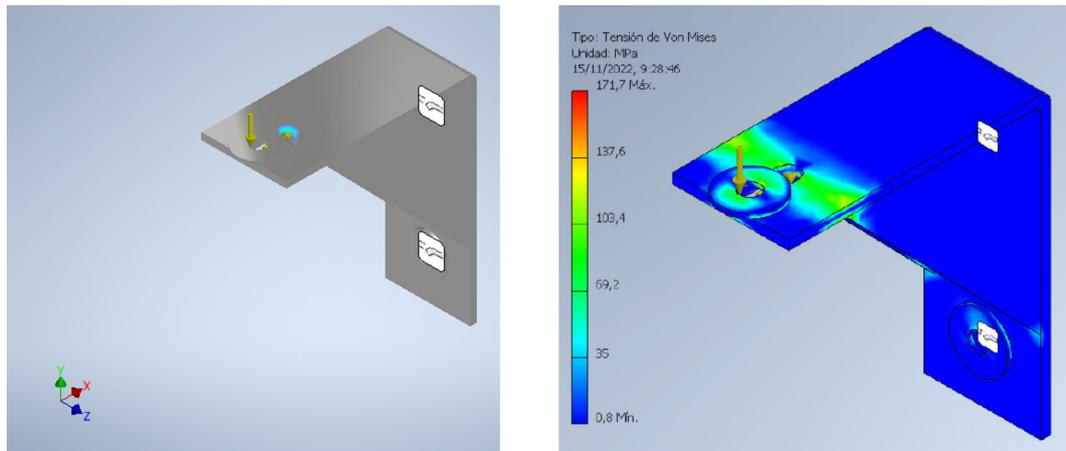 Y
X
Z
Tipo: Tensión de Von Mises
Unidad: MPa
15/11/2022, 9:28:46
171,7 Máx.
137,6
103,4
69,2
35
0,8 Mín.